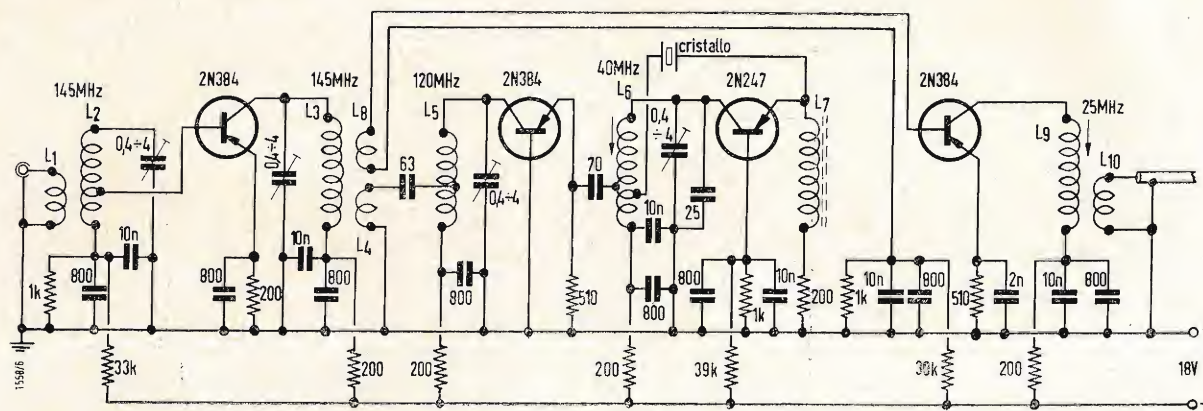 145MHz
L1
L2
0,4÷4
10n
1k
800
33k
2N384
800
200
0,4÷4
10n
145MHz
L3
L8
L4
800
200
63
120MHz
L5
0,4÷4
800
200
2N384
510
70
40MHz
L6
0,4
÷4
10n
800
200
25
cristallo
2N247
L7
800
1k
10n
39k
200
2N384
1k
10n
800
510
2n
30k
200
25MHz
L9
L10
10n
800
18V
1558/6